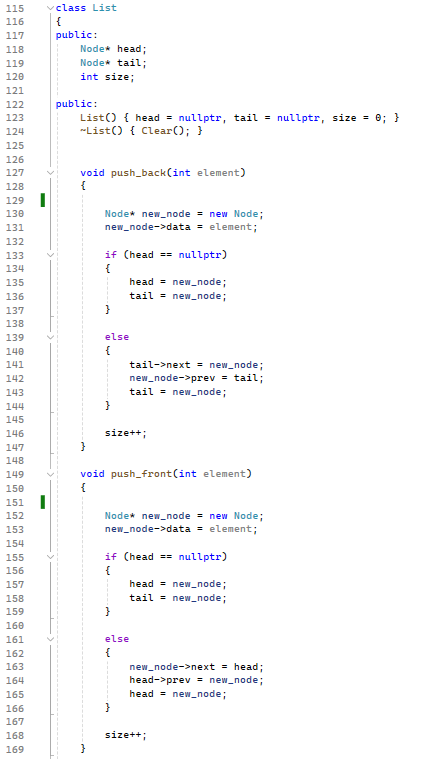 115 class List
116 {
117 public:
118     Node* head;
119     Node* tail;
120     int size;
121
122 public:
123     List() { head = nullptr, tail = nullptr, size = 0; }
124     ~List() { Clear(); }
125
126
127     void push_back(int element)
128     {
129
130         Node* new_node = new Node;
131         new_node->data = element;
132
133         if (head == nullptr)
134         {
135             head = new_node;
136             tail = new_node;
137         }
138
139         else
140         {
141             tail->next = new_node;
142             new_node->prev = tail;
143             tail = new_node;
144         }
145
146         size++;
147     }
148
149     void push_front(int element)
150     {
151
152         Node* new_node = new Node;
153         new_node->data = element;
154
155         if (head == nullptr)
156         {
157             head = new_node;
158             tail = new_node;
159         }
160
161         else
162         {
163             new_node->next = head;
164             head->prev = new_node;
165             head = new_node;
166         }
167
168         size++;
169     }